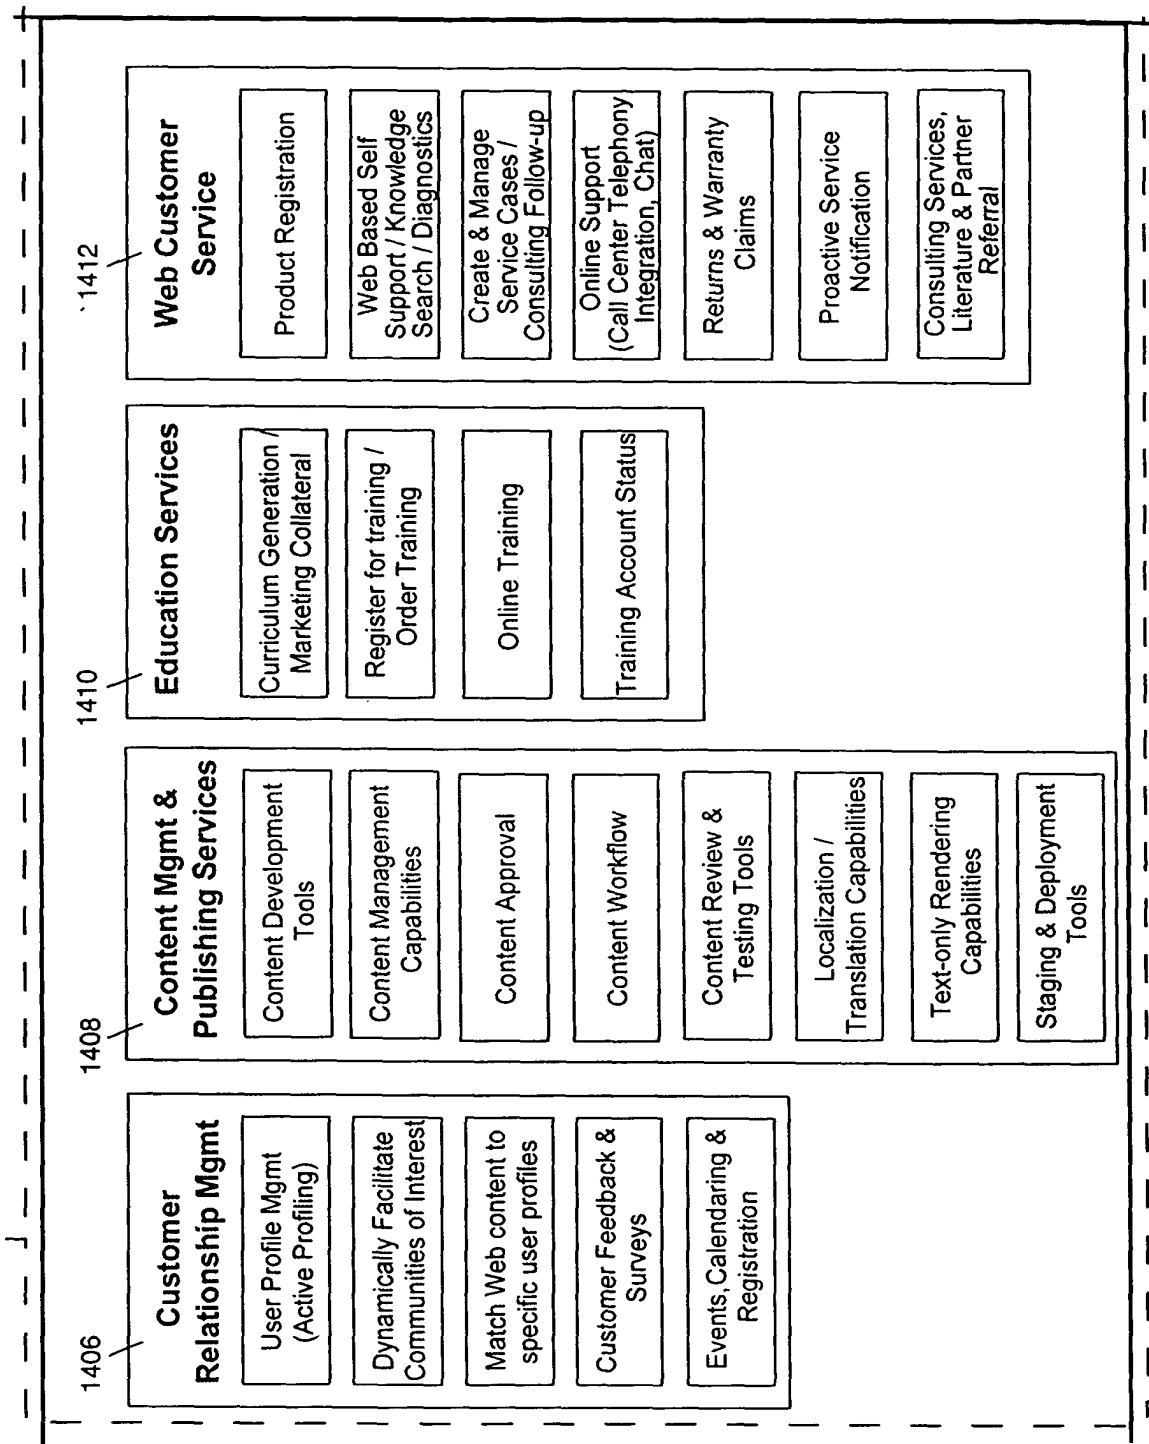 1406
Customer
Relationship Mgmt
User Profile Mgmt
(Active Profiling)
Dynamically Facilitate
Communities of Interest
Match Web content to
specific user profiles
Customer Feedback &
Surveys
Events,Calendaring &
Registration
1408
Content Mgmt &
Publishing Services
Content Development
Tools
Content Management
Capabilities
Content Approval
Content Workflow
Content Review &
Testing Tools
Localization /
Translation Capabilities
Text-only Rendering
Capabilities
Staging & Deployment
Tools
1410
Education Services
Curriculum Generation /
Marketing Collateral
Register for training /
Order Training
Online Training
Training Account Status
1412
Web Customer
Service
Product Registration
Web Based Self
Support / Knowledge
Search / Diagnostics
Create & Manage
Service Cases /
Consulting Follow-up
Online Support
(Call Center Telephony
Integration, Chat)
Returns & Warranty
Claims
Proactive Service
Notification
Consulting Services,
Literature & Partner
Referral